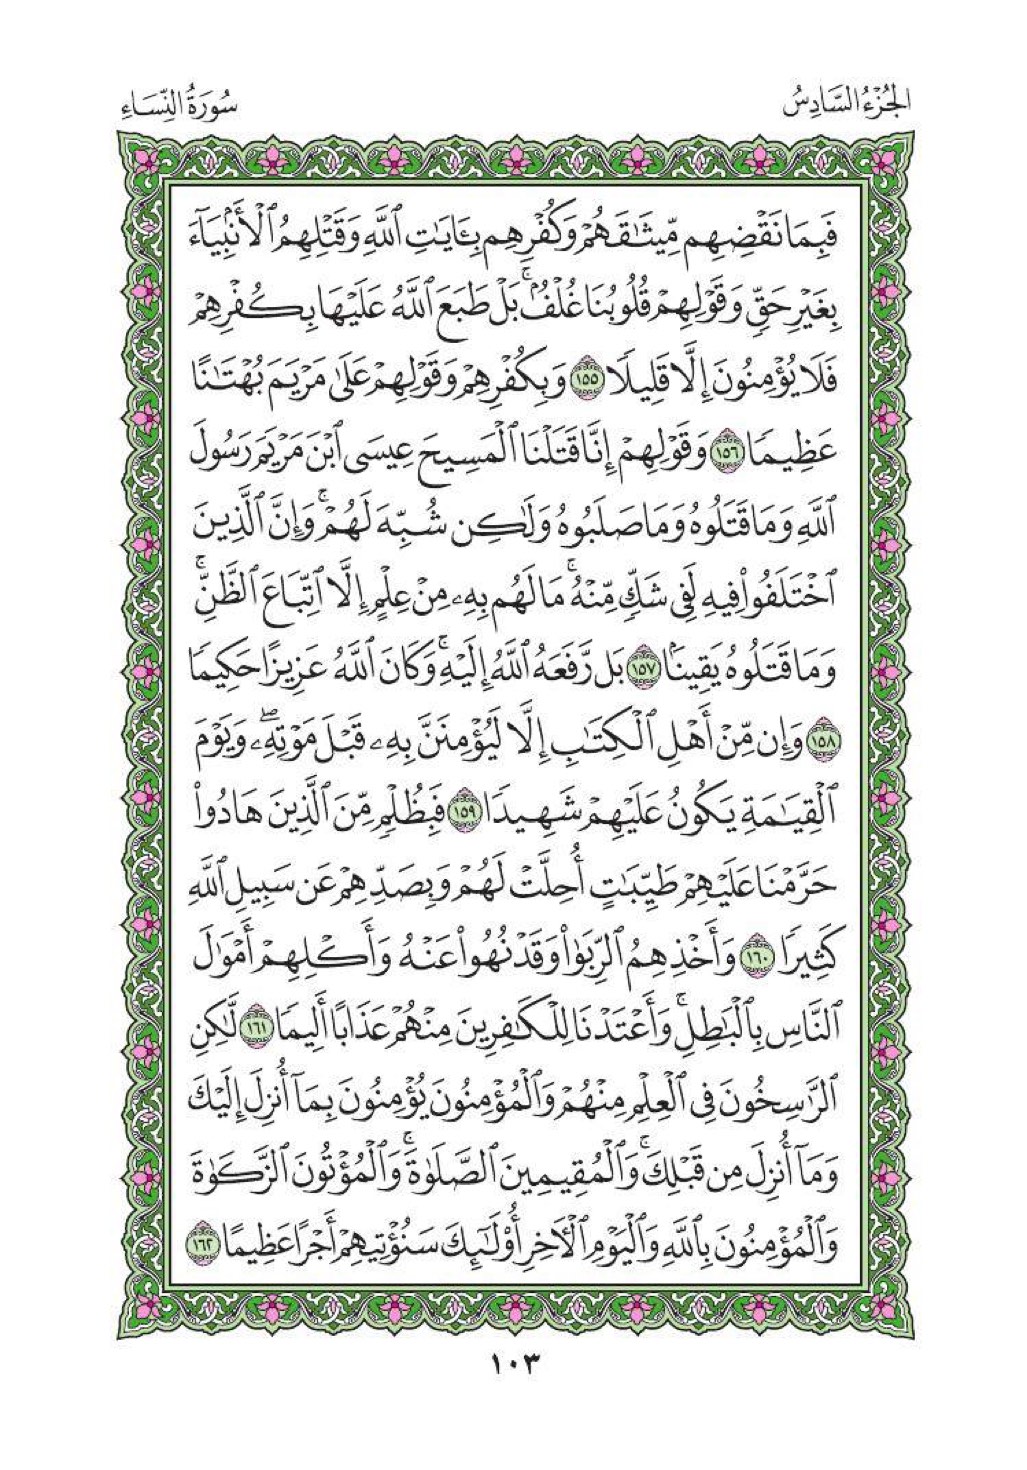 الجُزْءُ السَّادِسُ
سُورَةُ النِّسَاءِ
فَبِمَا نَقۡضِهِم مِّيثَٰقَهُمۡ وَكُفۡرِهِم بِـَٔايَٰتِ ٱللَّهِ وَقَتۡلِهِمُ ٱلۡأَنۢبِيَآءَ
بِغَيۡرِ حَقّٖ وَقَوۡلِهِمۡ قُلُوبُنَا غُلۡفُۢۚ بَلۡ طَبَعَ ٱللَّهُ عَلَيۡهَا بِكُفۡرِهِمۡ
فَلَا يُؤۡمِنُونَ إِلَّا قَلِيلٗا ١٥٥ وَبِكُفۡرِهِمۡ وَقَوۡلِهِمۡ عَلَىٰ مَرۡيَمَ بُهۡتَٰنًا
عَظِيمٗا ١٥٦ وَقَوۡلِهِمۡ إِنَّا قَتَلۡنَا ٱلۡمَسِيحَ عِيسَى ٱبۡنَ مَرۡيَمَ رَسُولَ
ٱللَّهِ وَمَا قَتَلُوهُ وَمَا صَلَبُوهُ وَلَٰكِن شُبِّهَ لَهُمۡۚ وَإِنَّ ٱلَّذِينَ
ٱخۡتَلَفُواْ فِيهِ لَفِي شَكّٖ مِّنۡهُۚ مَا لَهُم بِهِۦ مِنۡ عِلۡمٍ إِلَّا ٱتِّبَاعَ ٱلظَّنِّۚ
وَمَا قَتَلُوهُ يَقِينَۢا ١٥٧ بَل رَّفَعَهُ ٱللَّهُ إِلَيۡهِۚ وَكَانَ ٱللَّهُ عَزِيزًا حَكِيمٗا
١٥٨ وَإِن مِّنۡ أَهۡلِ ٱلۡكِتَٰبِ إِلَّا لَيُؤۡمِنَنَّ بِهِۦ قَبۡلَ مَوۡتِهِۦۖ وَيَوۡمَ
ٱلۡقِيَٰمَةِ يَكُونُ عَلَيۡهِمۡ شَهِيدٗا ١٥٩ فَبِظُلۡمٖ مِّنَ ٱلَّذِينَ هَادُواْ
حَرَّمۡنَا عَلَيۡهِمۡ طَيِّبَٰتٍ أُحِلَّتۡ لَهُمۡ وَبِصَدِّهِمۡ عَن سَبِيلِ ٱللَّهِ
كَثِيرٗا ١٦٠ وَأَخۡذِهِمُ ٱلرِّبَوٰاْ وَقَدۡ نُهُواْ عَنۡهُ وَأَكۡلِهِمۡ أَمۡوَٰلَ
ٱلنَّاسِ بِٱلۡبَٰطِلِۚ وَأَعۡتَدۡنَا لِلۡكَٰفِرِينَ مِنۡهُمۡ عَذَابًا أَلِيمٗا ١٦١ لَّٰكِنِ
ٱلرَّٰسِخُونَ فِي ٱلۡعِلۡمِ مِنۡهُمۡ وَٱلۡمُؤۡمِنُونَ يُؤۡمِنُونَ بِمَآ أُنزِلَ إِلَيۡكَ
وَمَآ أُنزِلَ مِن قَبۡلِكَۚ وَٱلۡمُقِيمِينَ ٱلصَّلَوٰةَۚ وَٱلۡمُؤۡتُونَ ٱلزَّكَوٰةَ
وَٱلۡمُؤۡمِنُونَ بِٱللَّهِ وَٱلۡيَوۡمِ ٱلۡأٓخِرِ أُوْلَٰٓئِكَ سَنُؤۡتِيهِمۡ أَجۡرًا عَظِيمًا ١٦٢
١٠٣